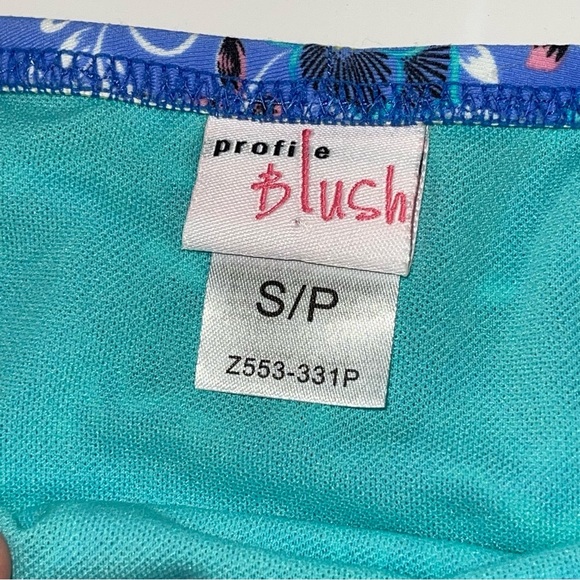 profile
Blush
S/P
Z553-331P